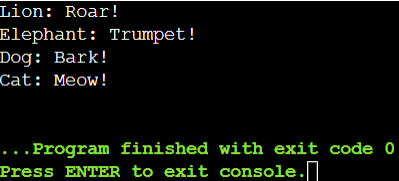 Lion: Roar!
Elephant: Trumpet!
Dog: Bark!
Cat: Meow!
...Program finished with exit code 0
Press ENTER to exit console.